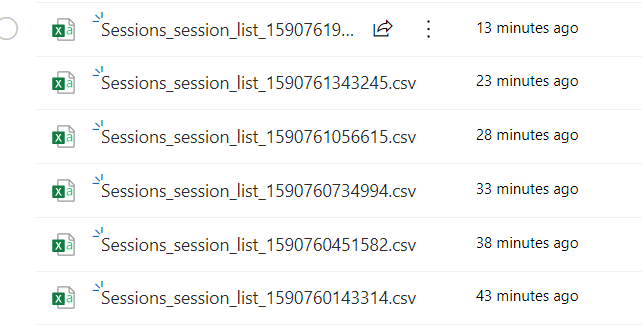 Sessions_session_list_15907619... 13 minutes ago
Sessions_session_list_1590761343245.csv 23 minutes ago
Sessions_session_list_1590761056615.csv 28 minutes ago
Sessions_session_list_1590760734994.csv 33 minutes ago
Sessions_session_list_1590760451582.csv 38 minutes ago
Sessions_session_list_1590760143314.csv 43 minutes ago